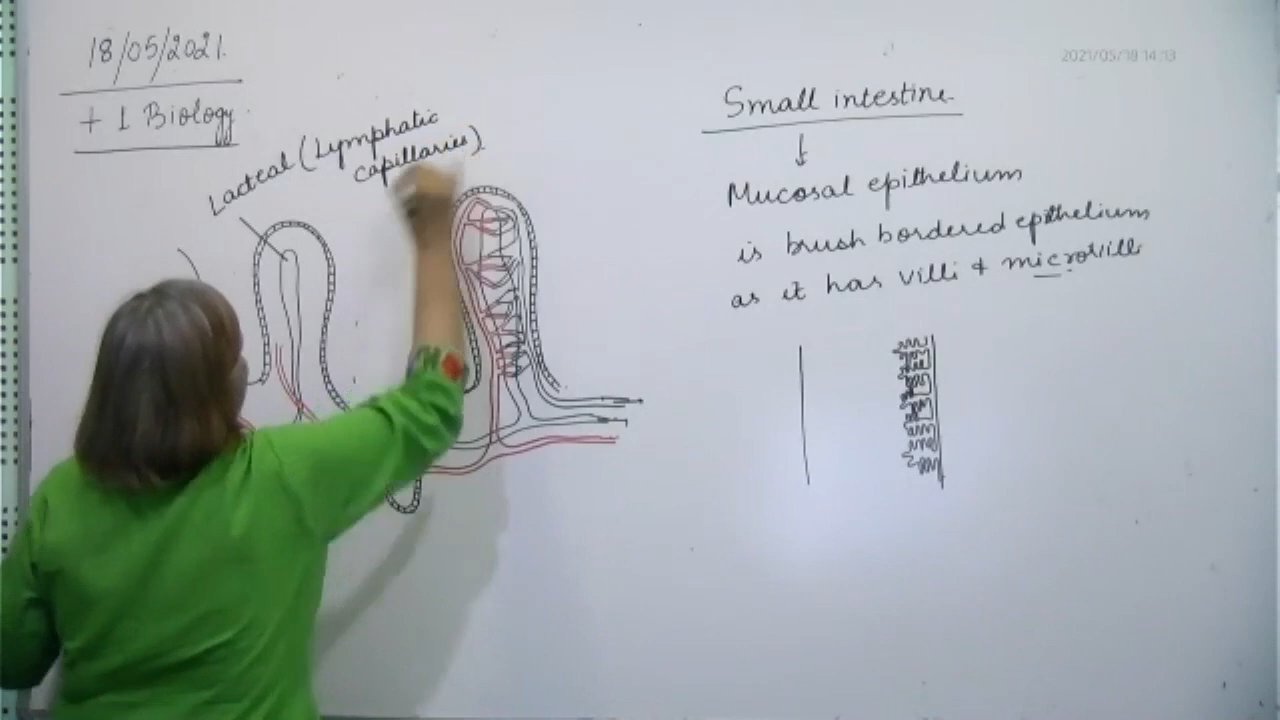 18/05/2021.
+ 1 Biology
Lacteal (Lymphatic
capillaries)
2021/05/18 14:13
Small intestine.
Mucosal epithelium
is brush bordered epithelium
as it has villi & microvilli